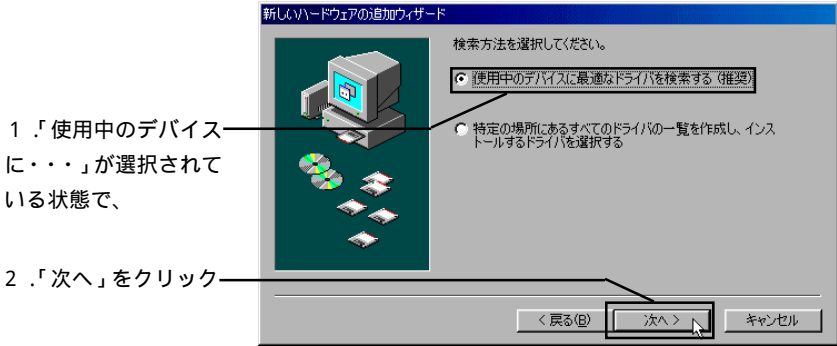 新しいハードウェアの追加ウィザード
検索方法を選択してください。
使用中のデバイスに最適なドライバを検索する (推奨)
特定の場所にあるすべてのドライバの一覧を作成し、インス
トールするドライバを選択する
1 .「使用中のデバイス
に・・・」が選択されて
いる状態で、
2 .「次へ」をクリック
< 戻る(B)
次へ >
キャンセル